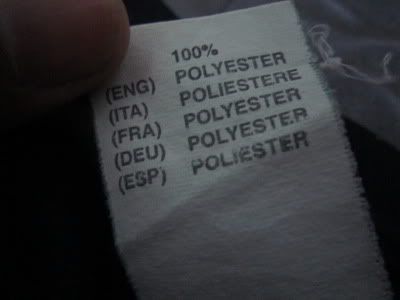 100%
(ENG) POLYESTER
(ITA) POLIESTERE
(FRA) POLYESTER
(DEU) POLYESTER
(ESP) POLIESTER